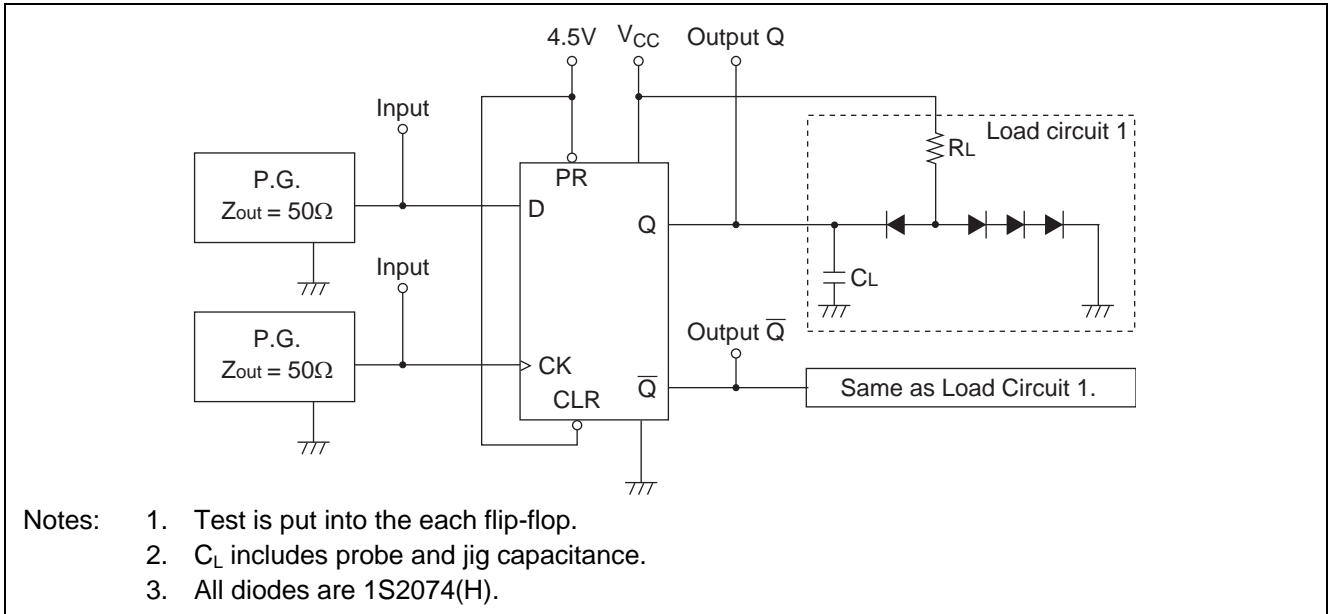 4.5V VCC Output Q
Input
Load circuit 1
RL
P.G.
Zout = 50Ω
PR
D
Q
Input
CL
P.G.
Zout = 50Ω
Output Q̅
CK
Q̅
Same as Load Circuit 1.
CLR
Notes: 1. Test is put into the each flip-flop.
2. CL includes probe and jig capacitance.
3. All diodes are 1S2074(H).